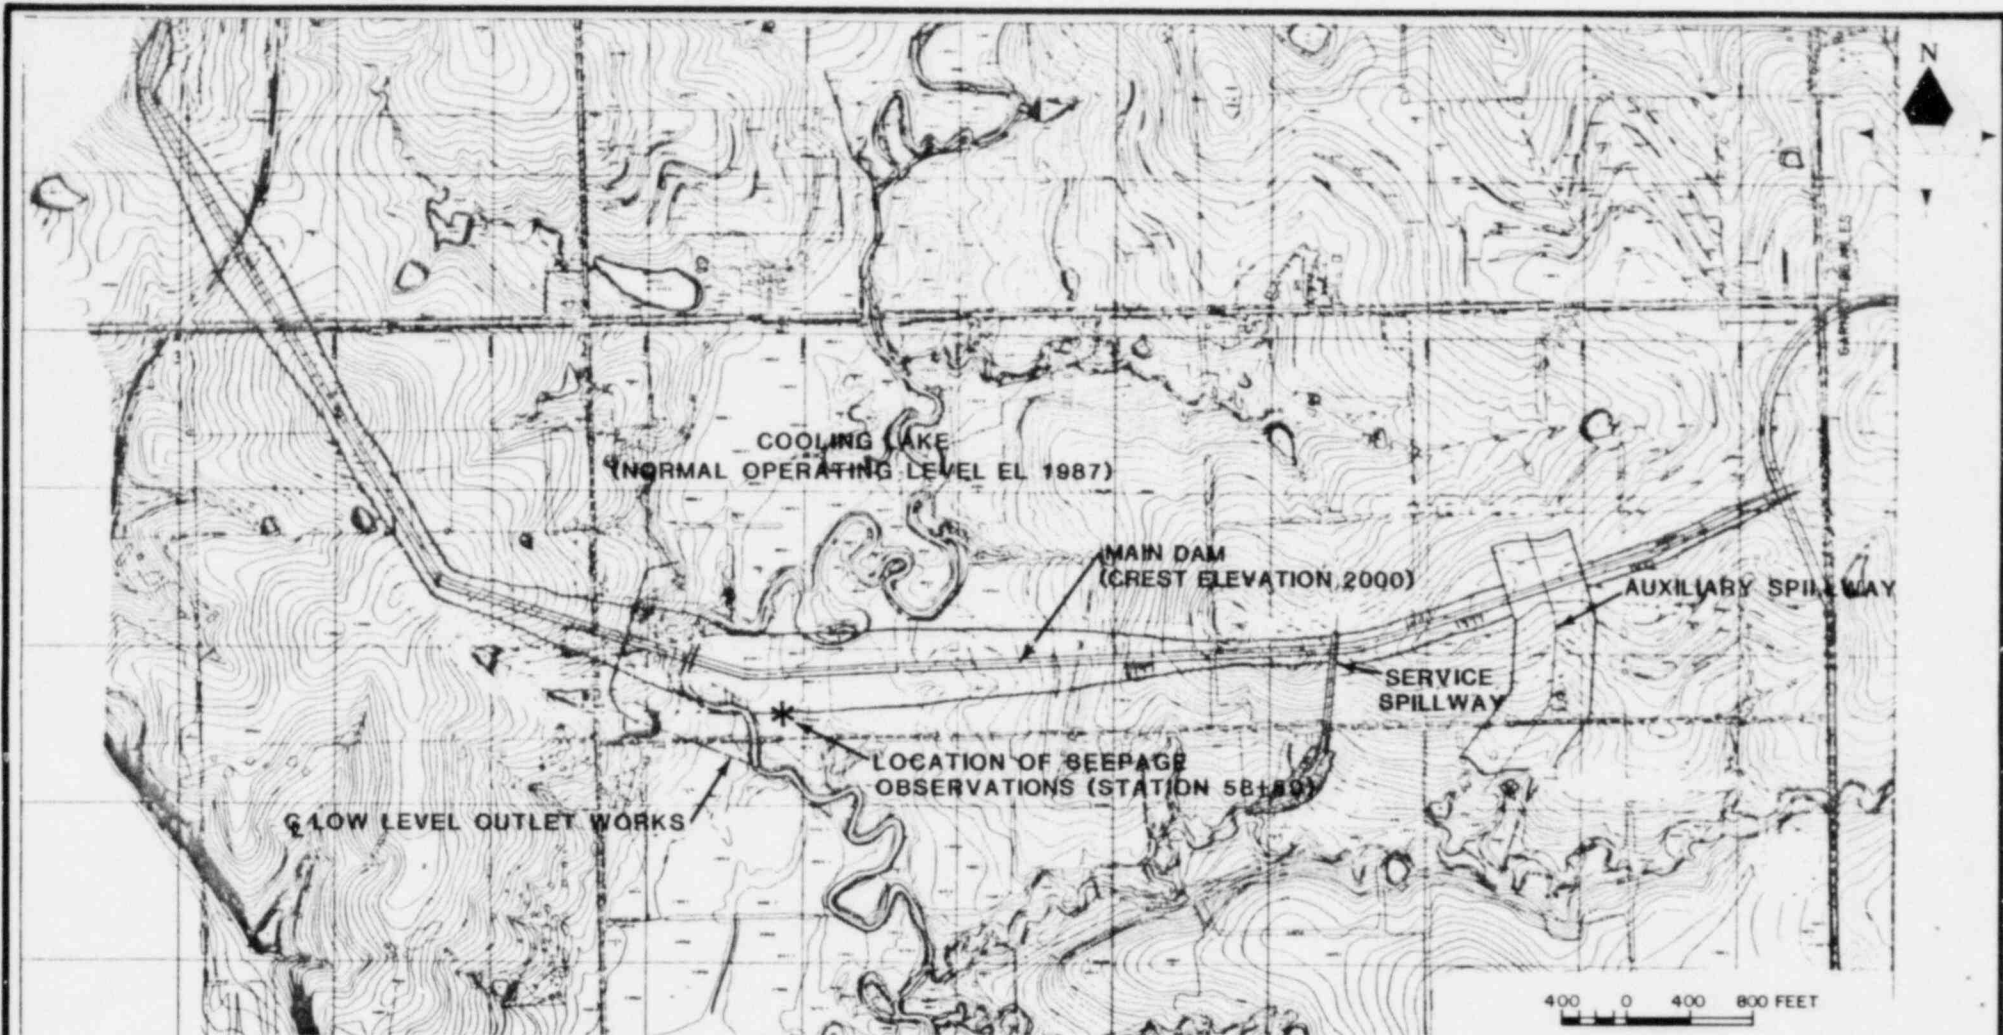 N
COOLING LAKE
(NORMAL OPERATING LEVEL EL 1987)
MAIN DAM
(CREST ELEVATION 2000)
AUXILIARY SPILLWAY
SERVICE
SPILLWAY
LOCATION OF SEEPAGE
OBSERVATIONS (STATION 58+50)
℄ LOW LEVEL OUTLET WORKS
400 0 400 800 FEET